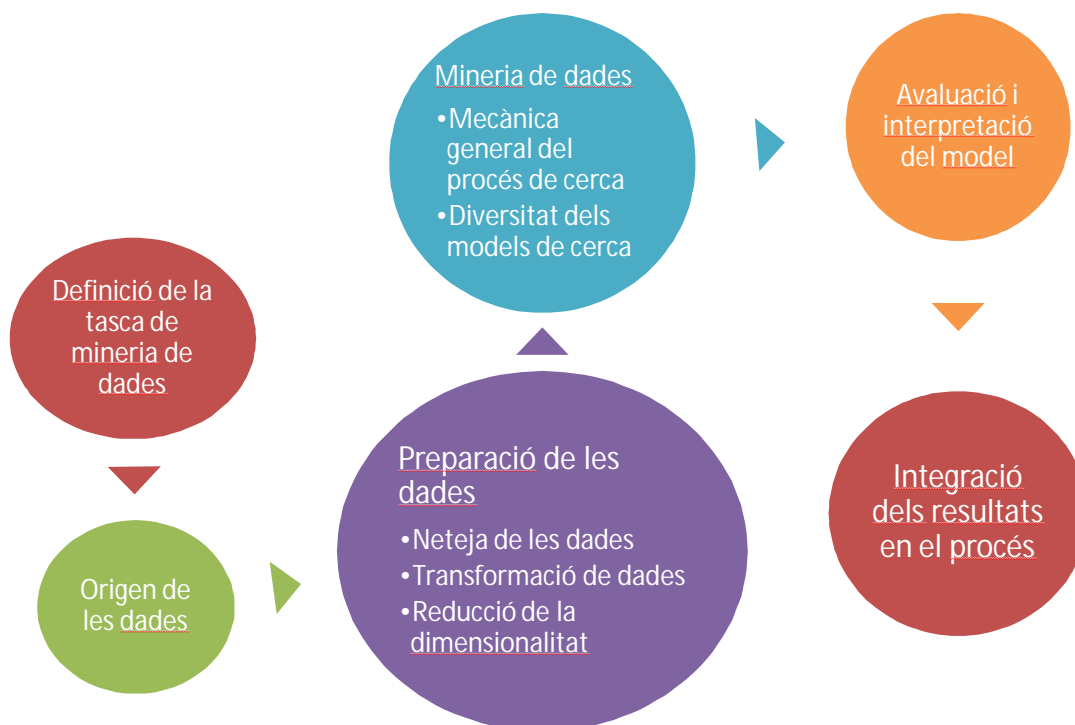 Definició de la
tasca de
mineria de
dades
Origen de
les dades
Preparació de les
dades
•Neteja de les dades
•Transformació de dades
•Reducció de la
dimensionalitat
Mineria de dades
•Mecànica
general del
procés de cerca
•Diversitat dels
models de cerca
Avaluació i
interpretació
del model
Integració
dels resultats
en el procés